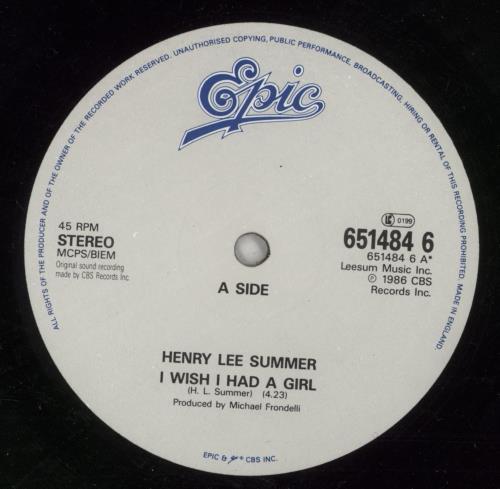 ALL RIGHTS OF THE PRODUCER AND OF THE OWNER OF THE RECORDED WORK RESERVED. UNAUTHORISED COPYING, PUBLIC PERFORMANCE, BROADCASTING, HIRING OR RENTAL OF THIS RECORDING PROHIBITED. MADE IN ENGLAND.
Epic
45 RPM
STEREO
MCPS/BIEM
Original sound recording
made by CBS Records Inc.
LC 0199
651484 6
651484 6 A*
Leesum Music Inc.
℗ 1986 CBS
Records Inc.
A SIDE
HENRY LEE SUMMER
I WISH I HAD A GIRL
(H. L. Summer) (4.23)
Produced by Michael Frondelli
EPIC & ® CBS INC.